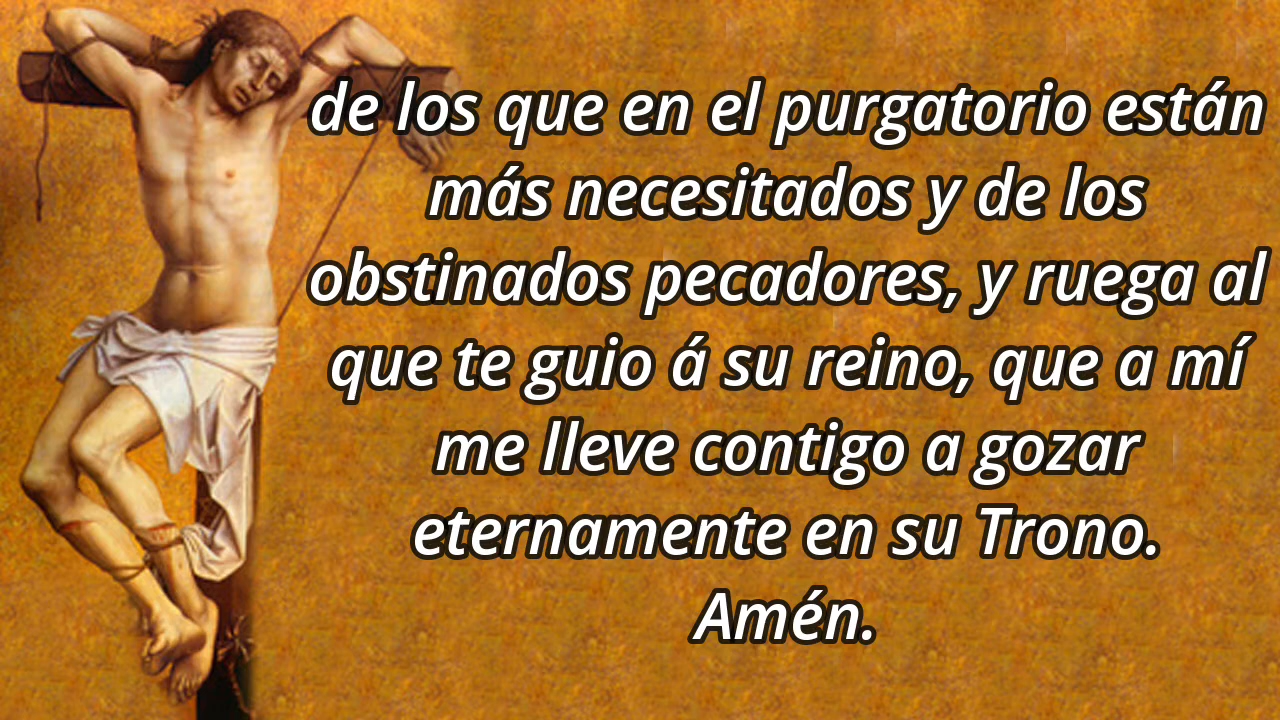 de los que en el purgatorio están
más necesitados y de los
obstinados pecadores, y ruega al
que te guio á su reino, que a mí
me lleve contigo a gozar
eternamente en su Trono.
Amén.